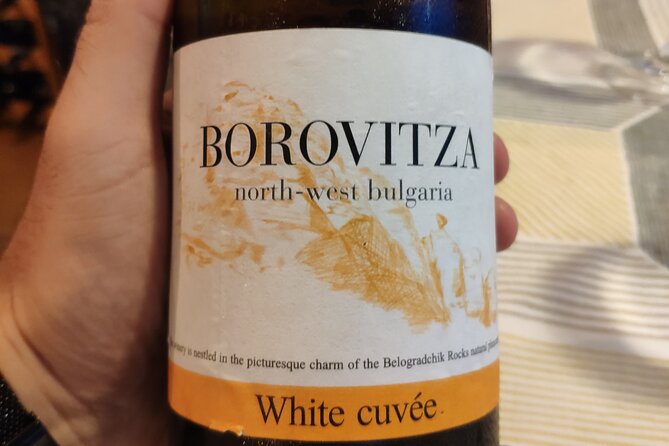 BOROVITZA
north-west bulgaria
is nestled in the picturesque charm of the Belogradchik Rocks natural
White cuvée